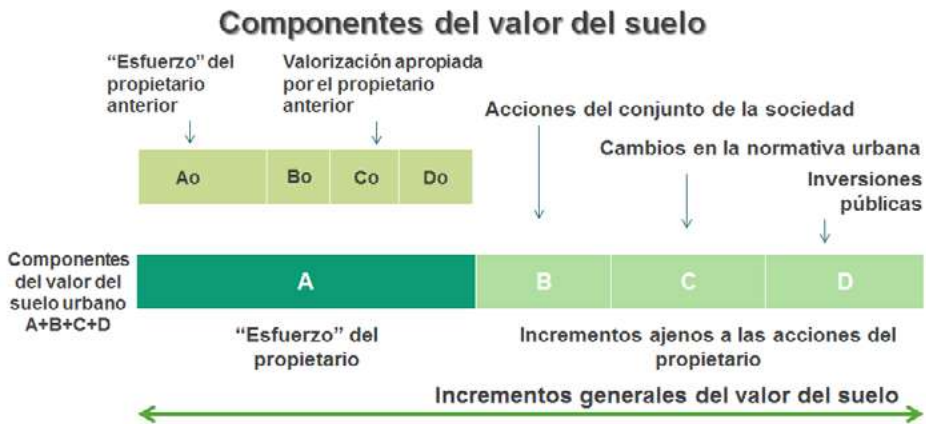 Componentes del valor del suelo
“Esfuerzo” del
propietario
anterior
Valorización apropiada
por el propietario
anterior
Acciones del conjunto de la sociedad
Cambios en la normativa urbana
Inversiones
públicas
Ao
Bo
Co
Do
Componentes
del valor del
suelo urbano
A+B+C+D
A
B
C
D
“Esfuerzo” del
propietario
Incrementos ajenos a las acciones del
propietario
Incrementos generales del valor del suelo